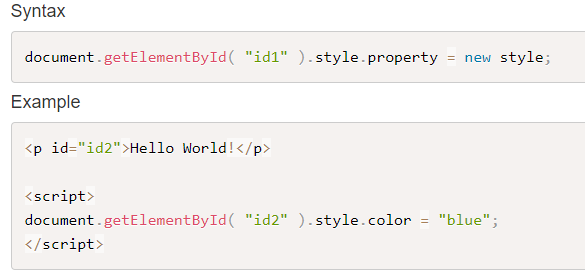 Syntax
document.getElementById( "id1" ).style.property = new style;
Example
<p id="id2">Hello World!</p>
<script>
document.getElementById( "id2" ).style.color = "blue";
</script>